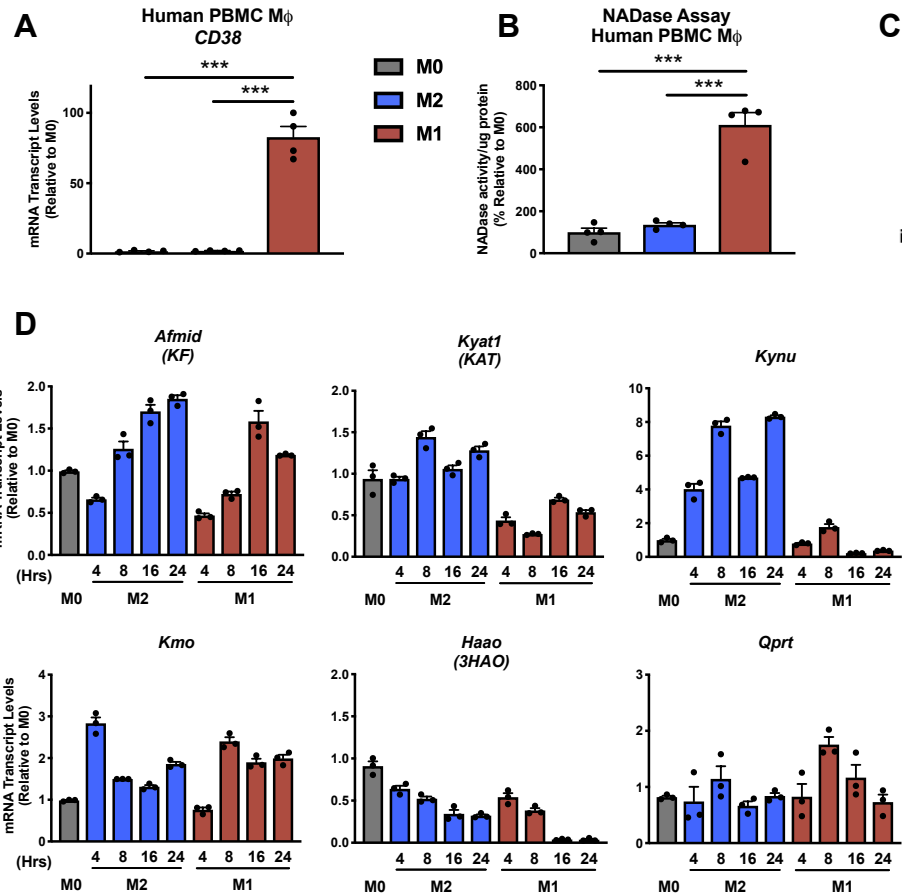 A
Human PBMC Mϕ
CD38
***
***
mRNA Transcript Levels
(Relative to M0)
100
50
0
M0
M2
M1
B
NADase Assay
Human PBMC Mϕ
***
***
NADase activity/ug protein
(% Relative to M0)
800
600
400
200
0
C
D
Afmid
(KF)
(Relative to M0)
2.0
1.5
1.0
0.5
0.0
(Hrs)
4 8 16 24 4 8 16 24
M0 M2 M1
Kyat1
(KAT)
2.0
1.5
1.0
0.5
0.0
4 8 16 24 4 8 16 24
M0 M2 M1
Kynu
10
8
6
4
2
0
4 8 16 24 4 8 16 24
M0 M2 M1
Kmo
mRNA Transcript Levels
(Relative to M0)
4
3
2
1
0
(Hrs)
4 8 16 24 4 8 16 24
M0 M2 M1
Haao
(3HAO)
2.0
1.5
1.0
0.5
0.0
4 8 16 24 4 8 16 24
M0 M2 M1
Qprt
3
2
1
0
4 8 16 24 4 8 16 24
M0 M2 M1